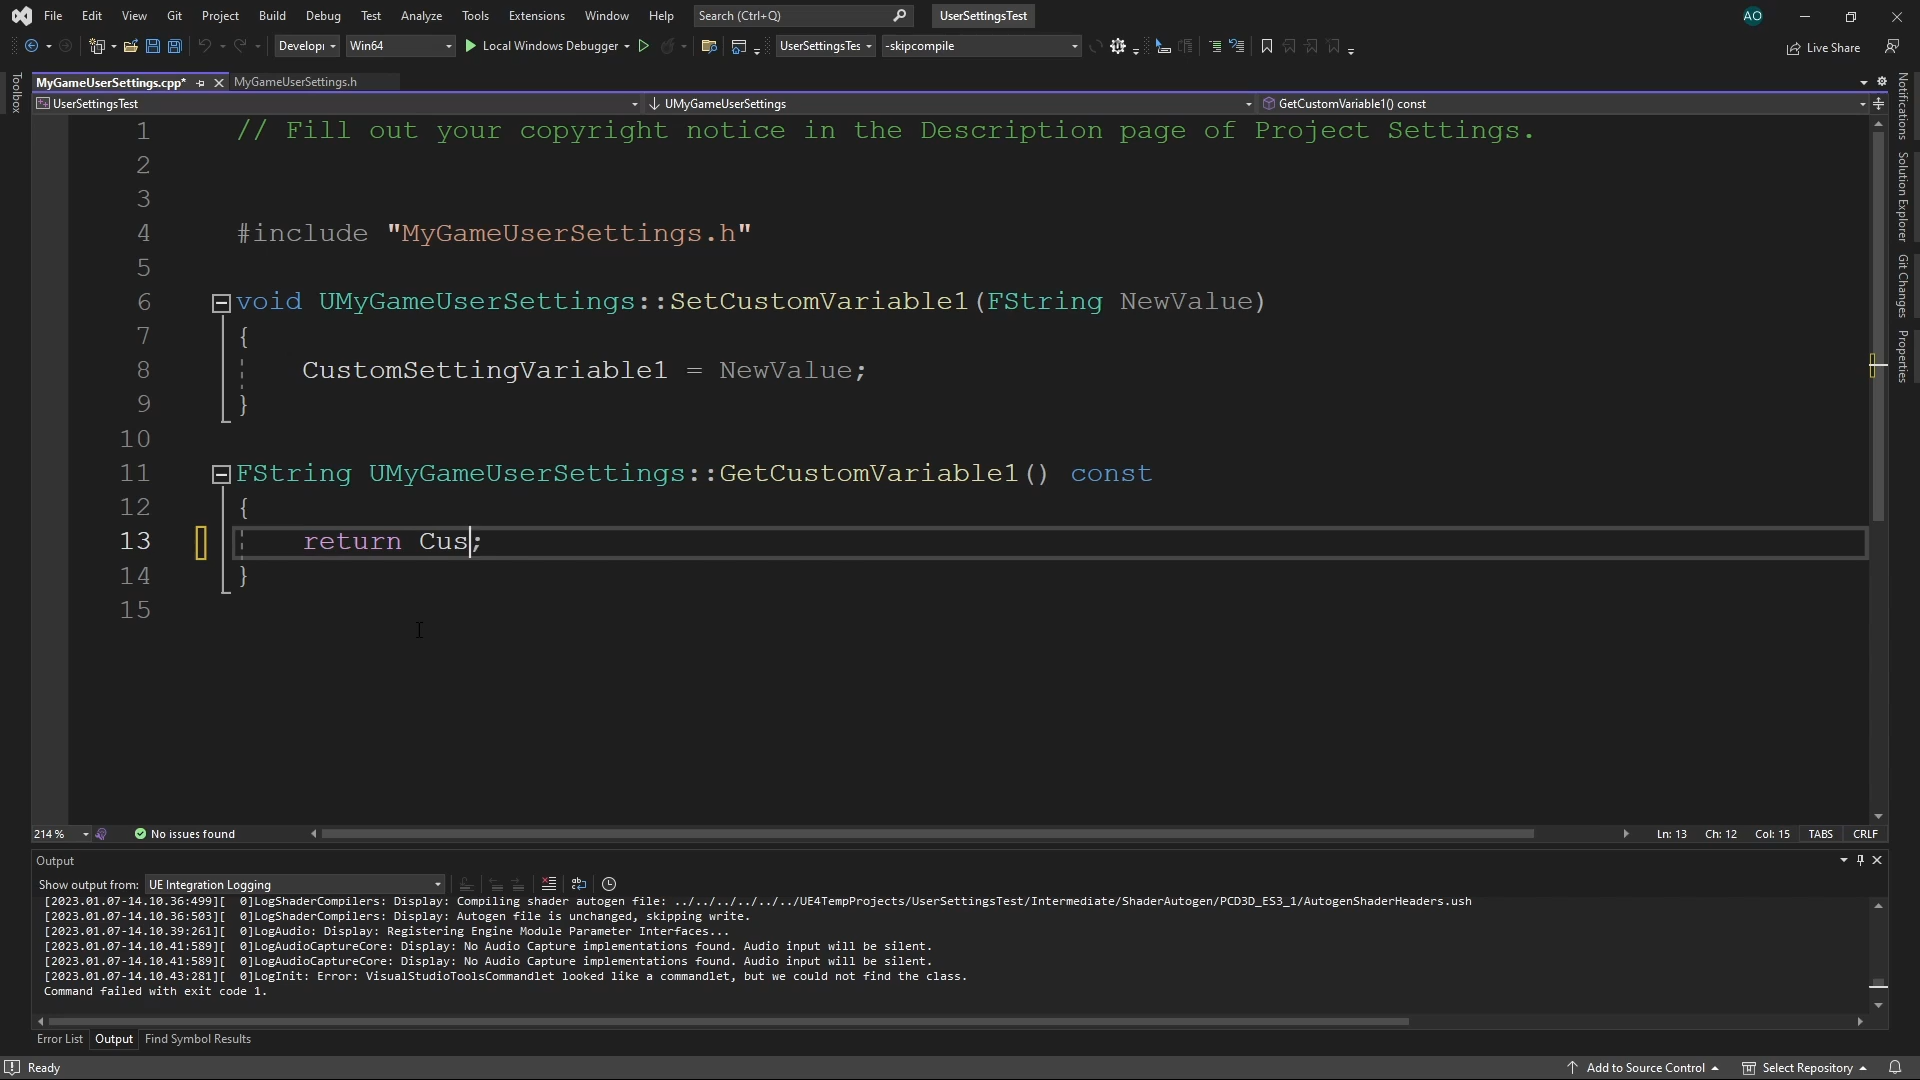 File Edit View Git Project Build Debug Test Analyze Tools Extensions Window Help Search (Ctrl+Q) UserSettingsTest AO
Develop Win64 Local Windows Debugger UserSettingsTes -skipcompile Live Share
Toolbox
MyGameUserSettings.cpp* MyGameUserSettings.h
UserSettingsTest UMyGameUserSettings GetCustomVariable1() const
1 // Fill out your copyright notice in the Description page of Project Settings.
2
3
4 #include "MyGameUserSettings.h"
5
6 void UMyGameUserSettings::SetCustomVariable1(FString NewValue)
7 {
8 CustomSettingVariable1 = NewValue;
9 }
10
11 FString UMyGameUserSettings::GetCustomVariable1() const
12 {
13 return Cus;
14 }
15
Notifications
Solution Explorer
Git Changes
Properties
214 % No issues found Ln: 13 Ch: 12 Col: 15 TABS CRLF
Output
Show output from: UE Integration Logging
[2023.01.07-14.10.36:499][ 0]LogShaderCompilers: Display: Compiling shader autogen file: ../../../../../../UE4TempProjects/UserSettingsTest/Intermediate/ShaderAutogen/PCD3D_ES3_1/AutogenShaderHeaders.ush
[2023.01.07-14.10.36:503][ 0]LogShaderCompilers: Display: Autogen file is unchanged, skipping write.
[2023.01.07-14.10.39:261][ 0]LogAudio: Display: Registering Engine Module Parameter Interfaces...
[2023.01.07-14.10.41:589][ 0]LogAudioCaptureCore: Display: No Audio Capture implementations found. Audio input will be silent.
[2023.01.07-14.10.41:589][ 0]LogAudioCaptureCore: Display: No Audio Capture implementations found. Audio input will be silent.
[2023.01.07-14.10.43:281][ 0]LogInit: Error: VisualStudioToolsCommandlet looked like a commandlet, but we could not find the class.
Command failed with exit code 1.
Error List Output Find Symbol Results
Ready Add to Source Control Select Repository